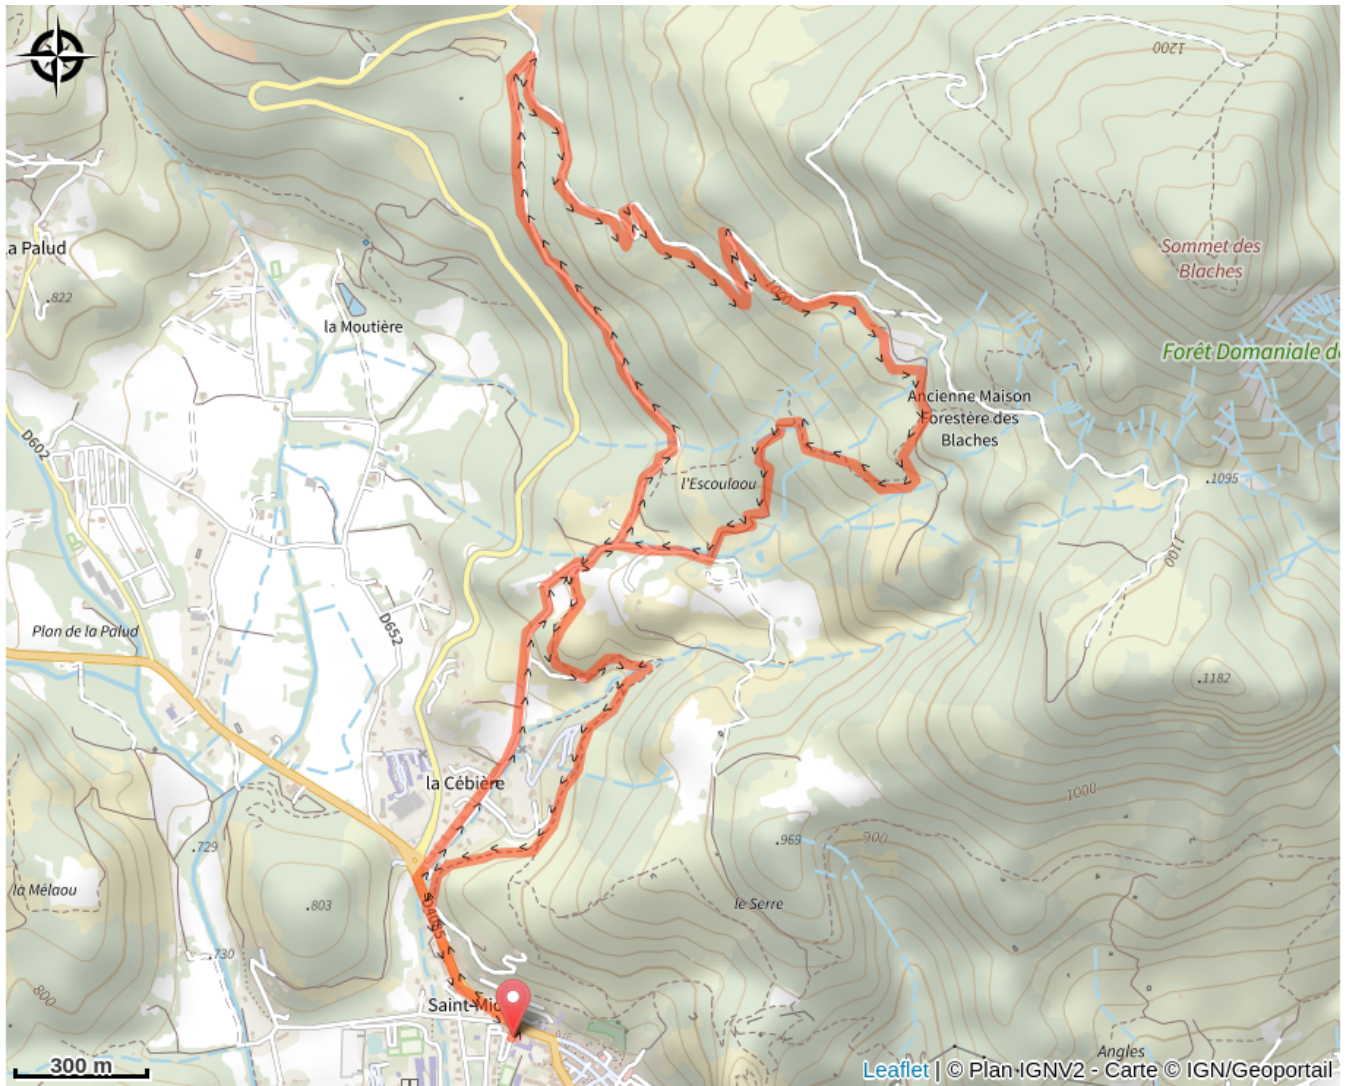 1200
a Palud
.822
Sommet des
Blaches
la Moutière
1000
Forêt Domaniale d
Ancienne Maison
Forestère des
Blaches
D602
l'Escoulaou
.1095
1100
Plan de la Palud
D652
.1182
la Cébière
1000
.729
.969
900
la Mélaou
.803
le Serre
.730
800
Saint-Mic
Angles
300 m
Leaflet | © Plan IGNV2 - Carte © IGN/Geoportail